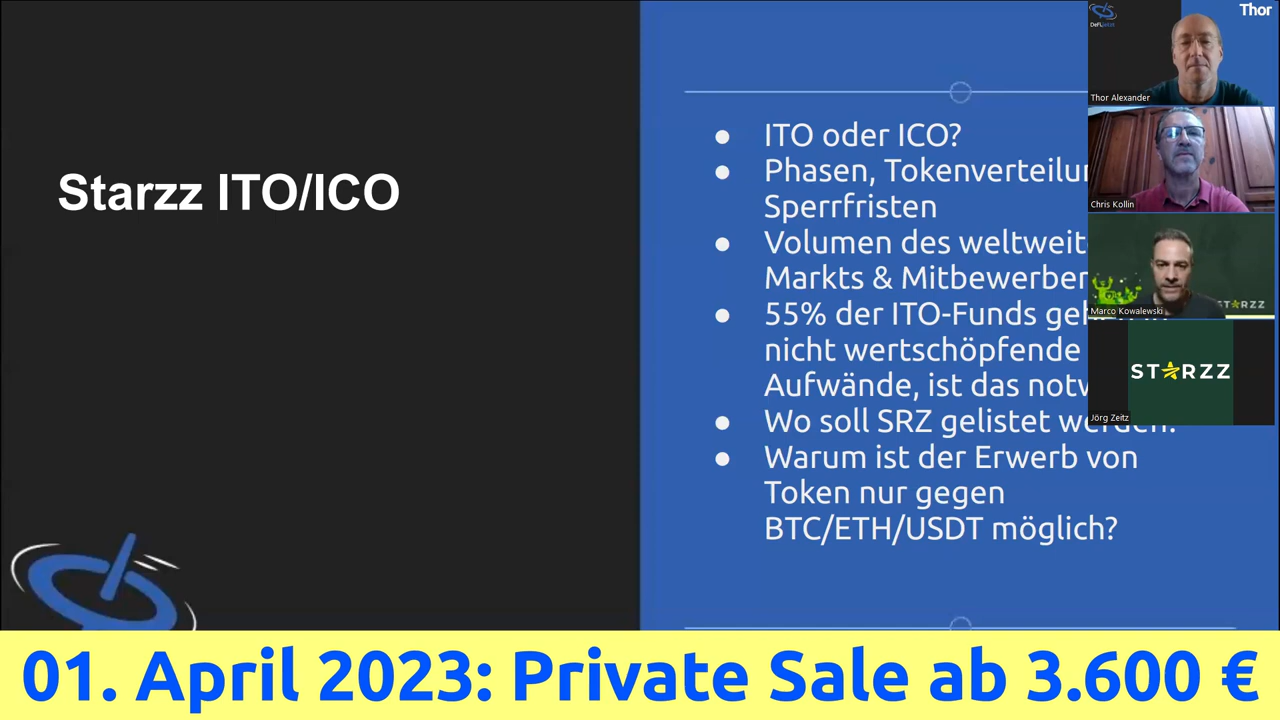 Starzz ITO/ICO
ITO oder ICO?
Phasen, Tokenverteilun
Sperrfristen
Volumen des weltweit
Markts & Mitbewerber
55% der ITO-Funds
nicht wertschöpfende
Aufwände, ist das notw
Wo soll SRZ gelistet werden?
Warum ist der Erwerb von
Token nur gegen
BTC/ETH/USDT möglich?
Thor
Thor Alexander
Chris Kollin
STARZZ
Marco Kowalewski
STARZZ
Jörg Zeitz
01. April 2023: Private Sale ab 3.600 €